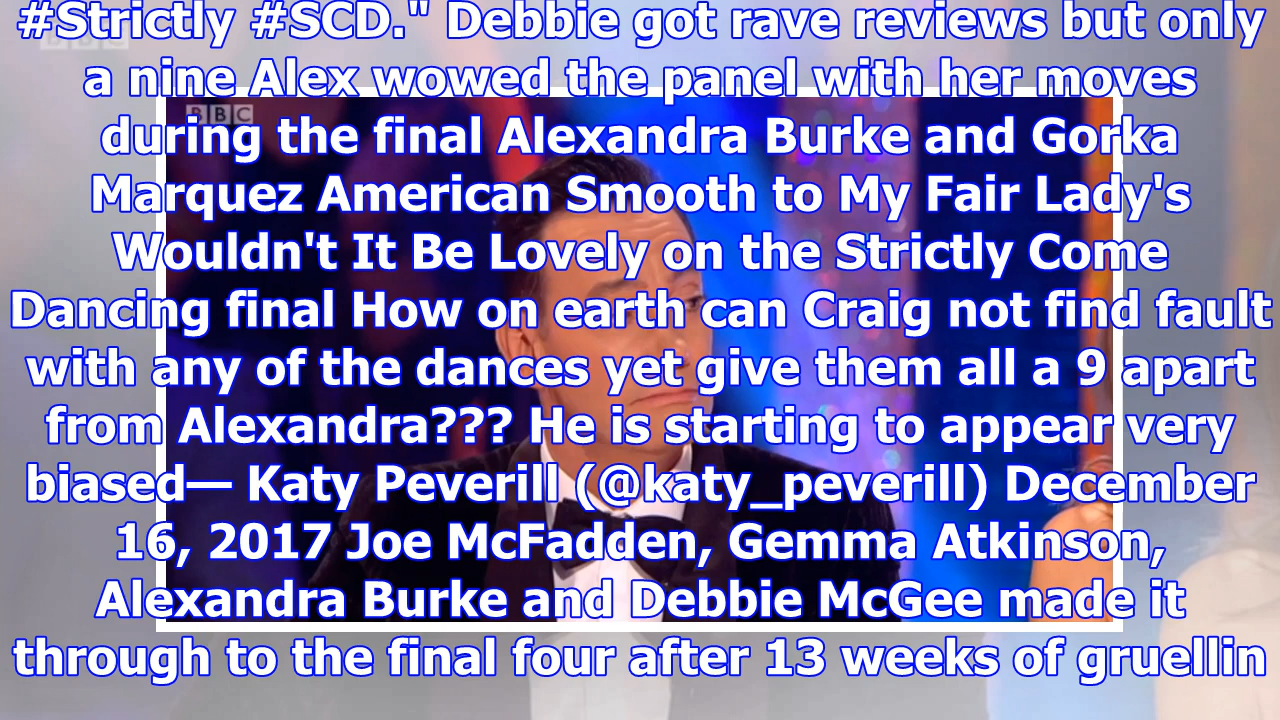 #Strictly #SCD." Debbie got rave reviews but only
a nine Alex wowed the panel with her moves
BBC
during the final Alexandra Burke and Gorka
Marquez American Smooth to My Fair Lady's
Wouldn't It Be Lovely on the Strictly Come
Dancing final How on earth can Craig not find fault
with any of the dances yet give them all a 9 apart
from Alexandra??? He is starting to appear very
biased— Katy Peverill (@katy_peverill) December
16, 2017 Joe McFadden, Gemma Atkinson,
Alexandra Burke and Debbie McGee made it
through to the final four after 13 weeks of gruellin